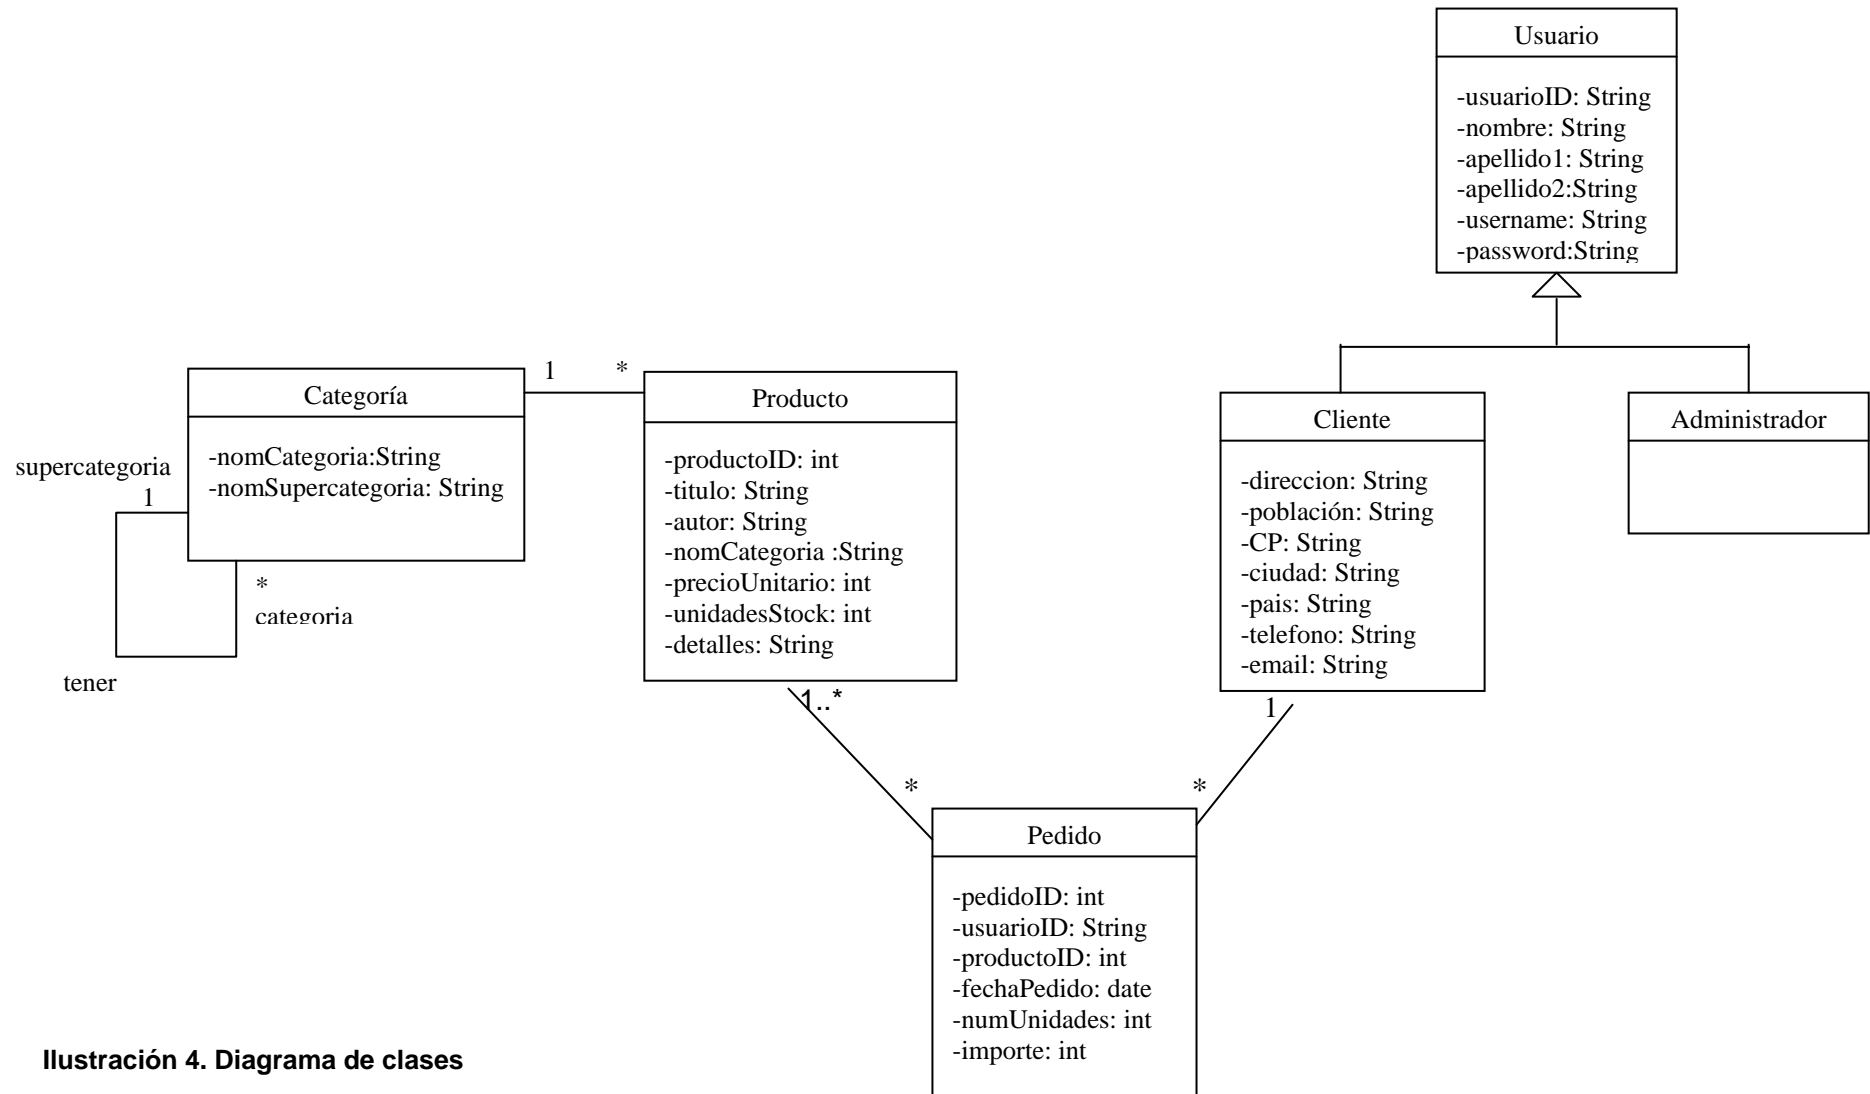 Usuario
-usuarioID: String
-nombre: String
-apellido1: String
-apellido2:String
-username: String
-password:String
Categoría
-nomCategoria:String
-nomSupercategoria: String
supercategoria
1
*
categoria
tener
1
*
Producto
-productoID: int
-titulo: String
-autor: String
-nomCategoria :String
-precioUnitario: int
-unidadesStock: int
-detalles: String
1..*
*
Cliente
-direccion: String
-población: String
-CP: String
-ciudad: String
-pais: String
-telefono: String
-email: String
1
*
Administrador
Pedido
-pedidoID: int
-usuarioID: String
-productoID: int
-fechaPedido: date
-numUnidades: int
-importe: int
Ilustración 4. Diagrama de clases